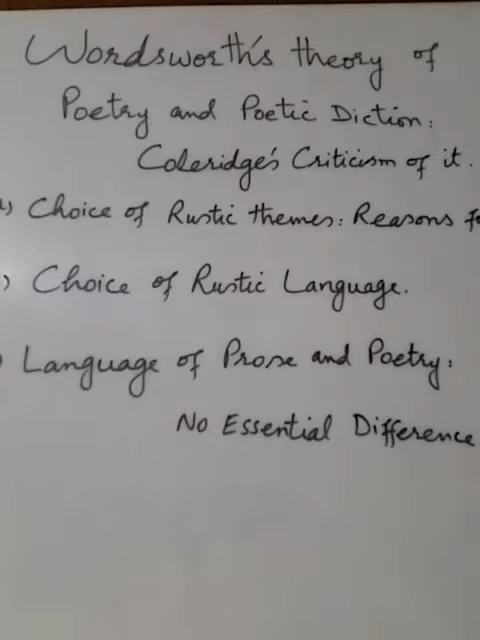 Wordsworth's theory of
Poetry and Poetic Diction:
Coleridge's Criticism of it.
Choice of Rustic themes: Reasons
Choice of Rustic Language.
Language of Prose and Poetry:
No Essential Difference